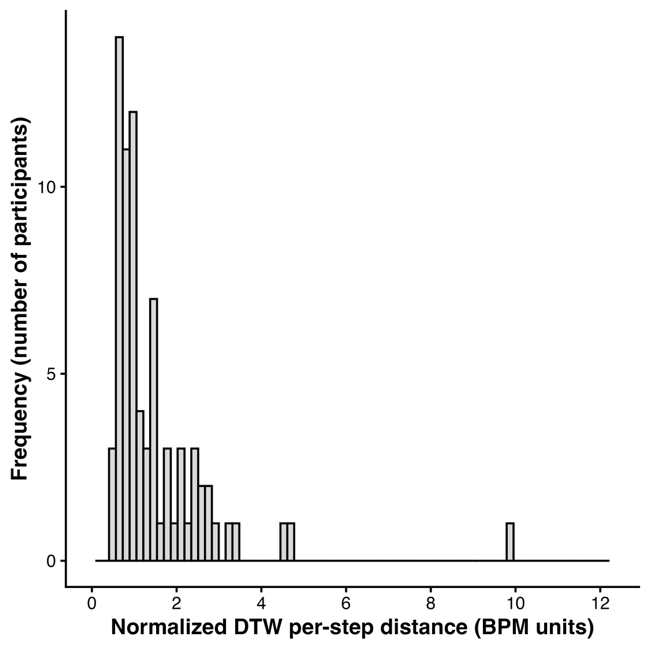 Frequency (number of participants)
10
5
0
0 2 4 6 8 10 12
Normalized DTW per-step distance (BPM units)